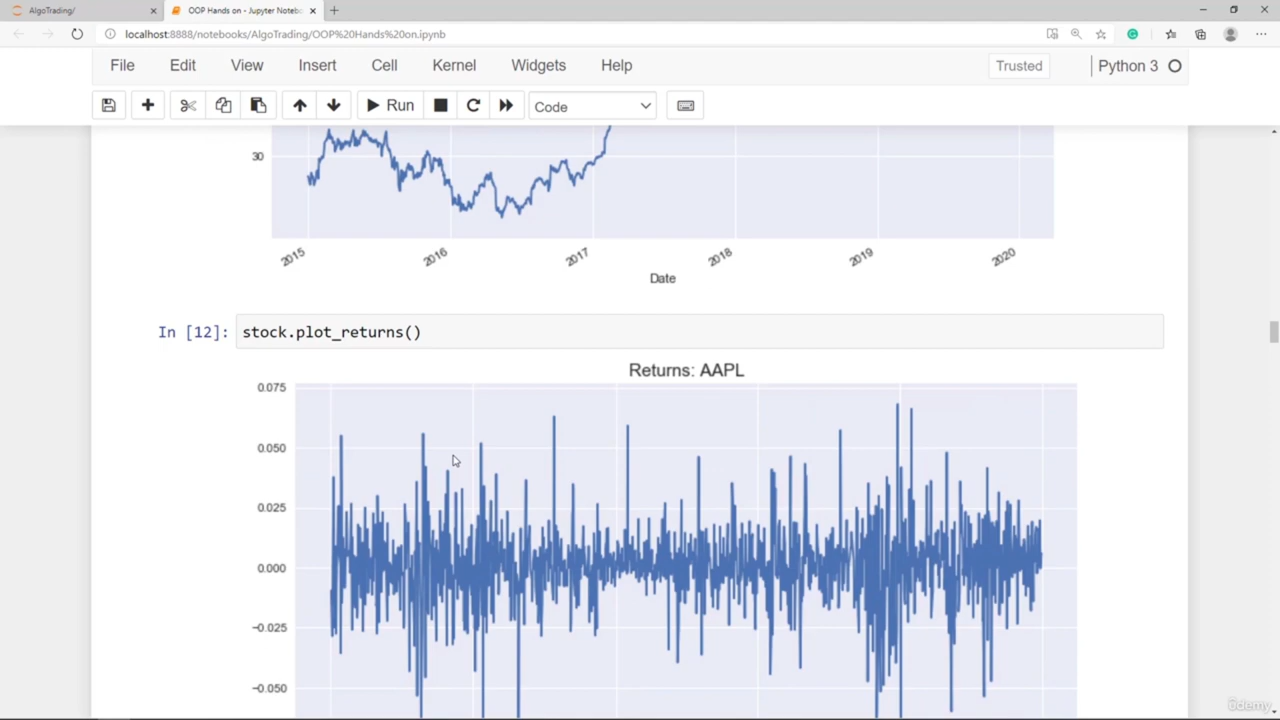 AlgoTrading/
OOP Hands on - Jupyter Notebo
localhost:8888/notebooks/AlgoTrading/OOP%20Hands%20on.ipynb
File Edit View Insert Cell Kernel Widgets Help Trusted Python 3
Run Code
30
2015 2016 2017 2018 2019 2020
Date
In [12]: stock.plot_returns()
Returns: AAPL
0.075
0.050
0.025
0.000
−0.025
−0.050
ûdemy